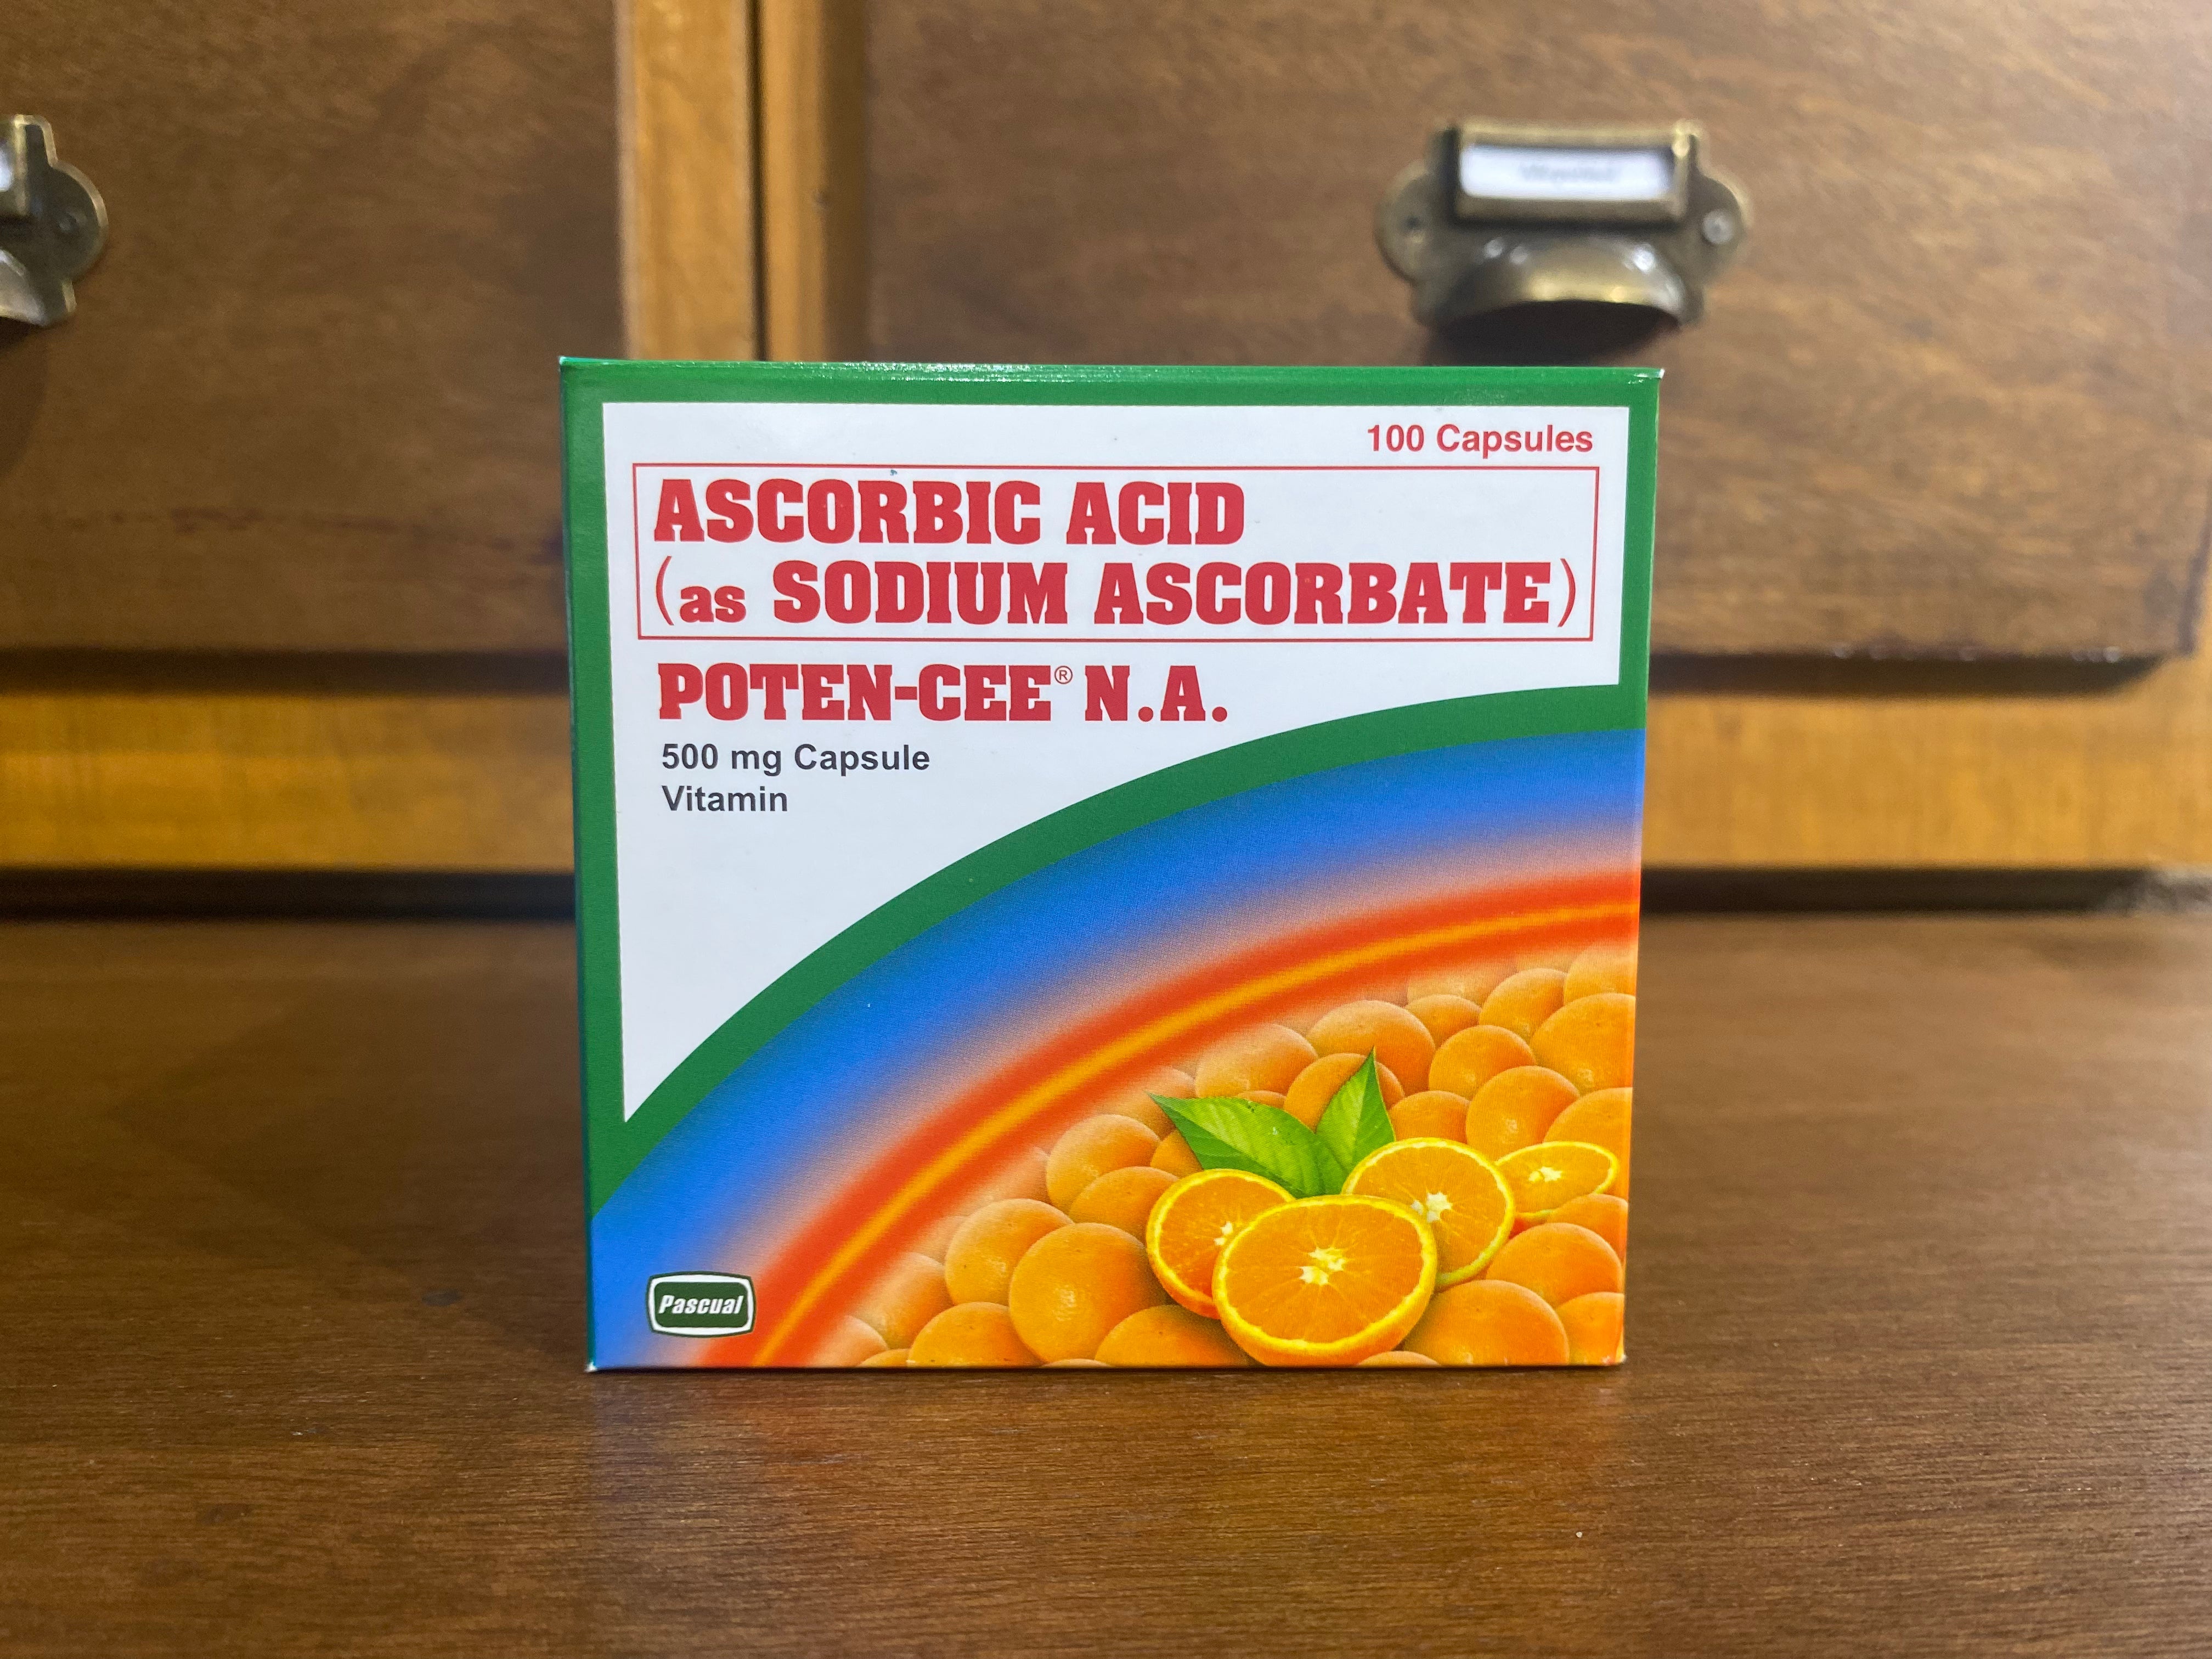 100 Capsules
ASCORBIC ACID
(as SODIUM ASCORBATE)
POTEN-CEE® N.A.
500 mg Capsule
Vitamin
Pascual